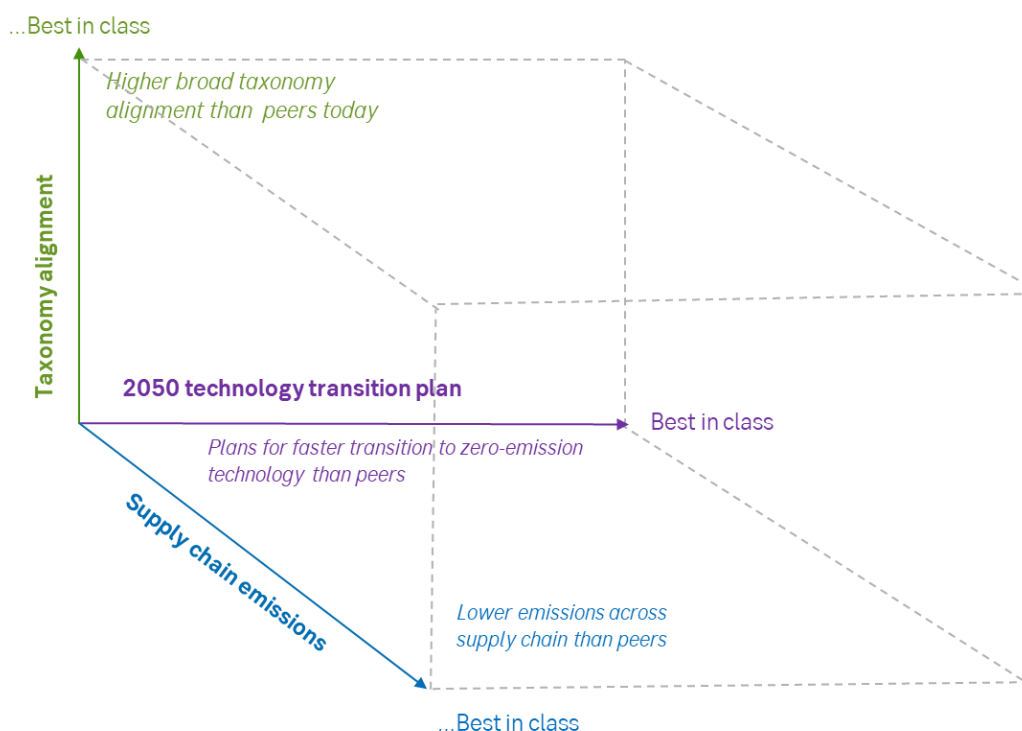 ...Best in class
Higher broad taxonomy
alignment than peers today
Taxonomy alignment
2050 technology transition plan
Best in class
Plans for faster transition to zero-emission
technology than peers
Supply chain emissions
Lower emissions across
supply chain than peers
...Best in class